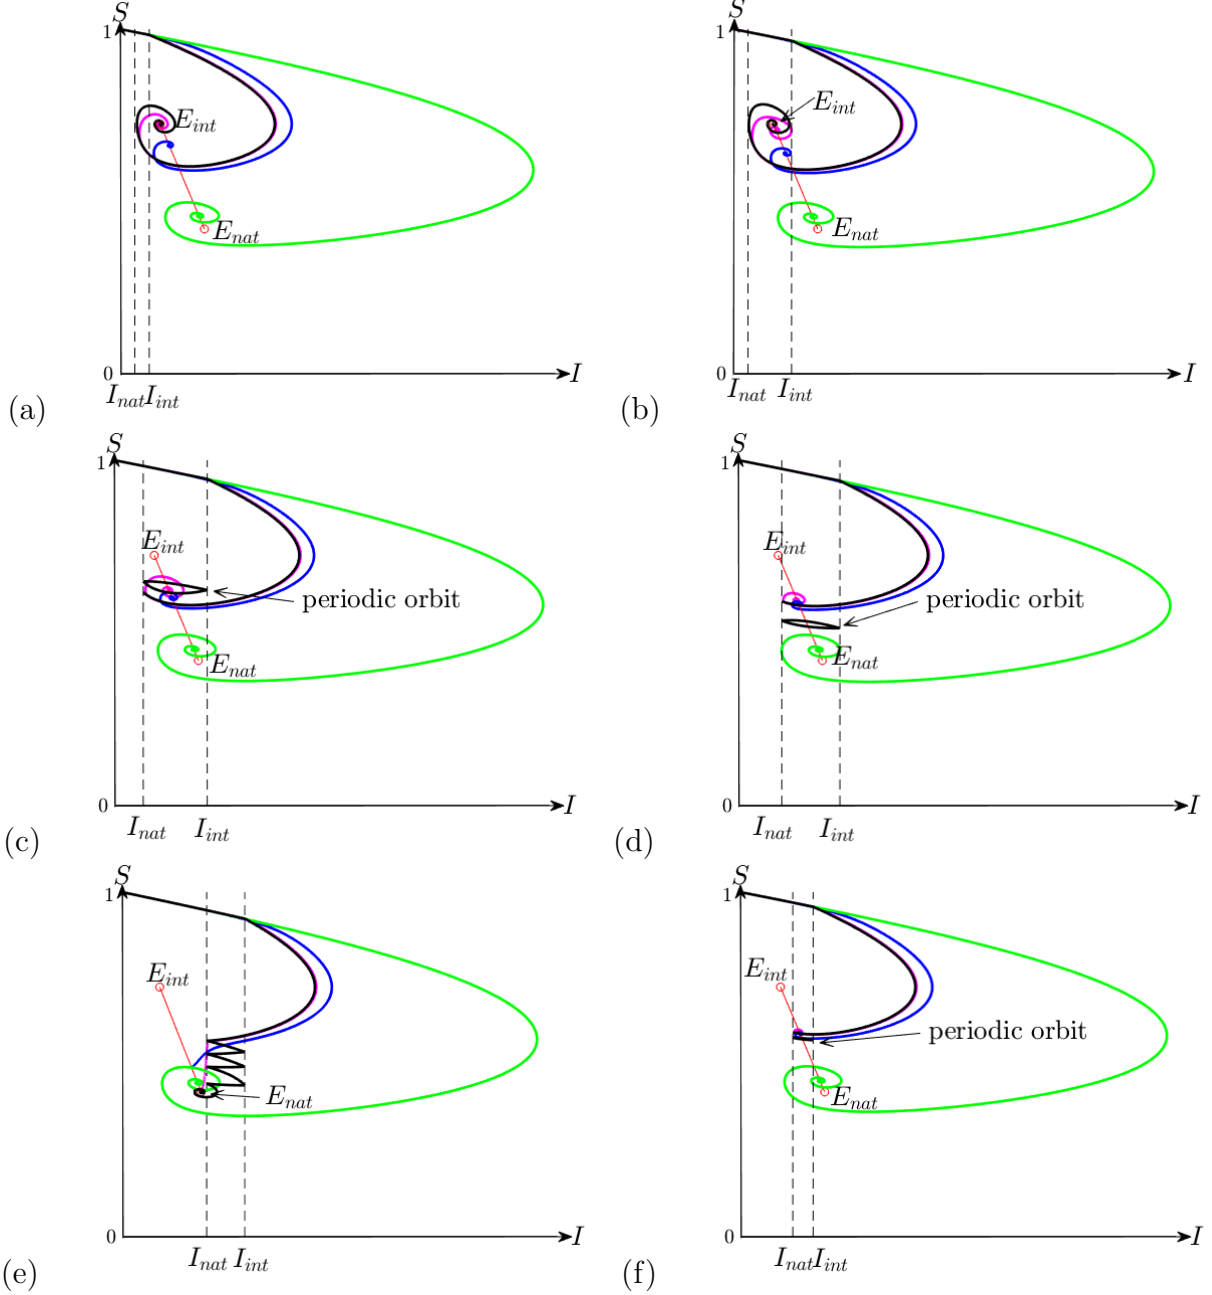 S
1
E_int
E_nat
0
I
I_nat I_int
(a)
S
1
E_int
E_nat
0
I
I_nat I_int
(b)
S
1
E_int
periodic orbit
E_nat
0
I
I_nat I_int
(c)
S
1
E_int
periodic orbit
E_nat
0
I
I_nat I_int
(d)
S
1
E_int
E_nat
0
I
I_nat I_int
(e)
S
1
E_int
periodic orbit
E_nat
0
I
I_nat I_int
(f)